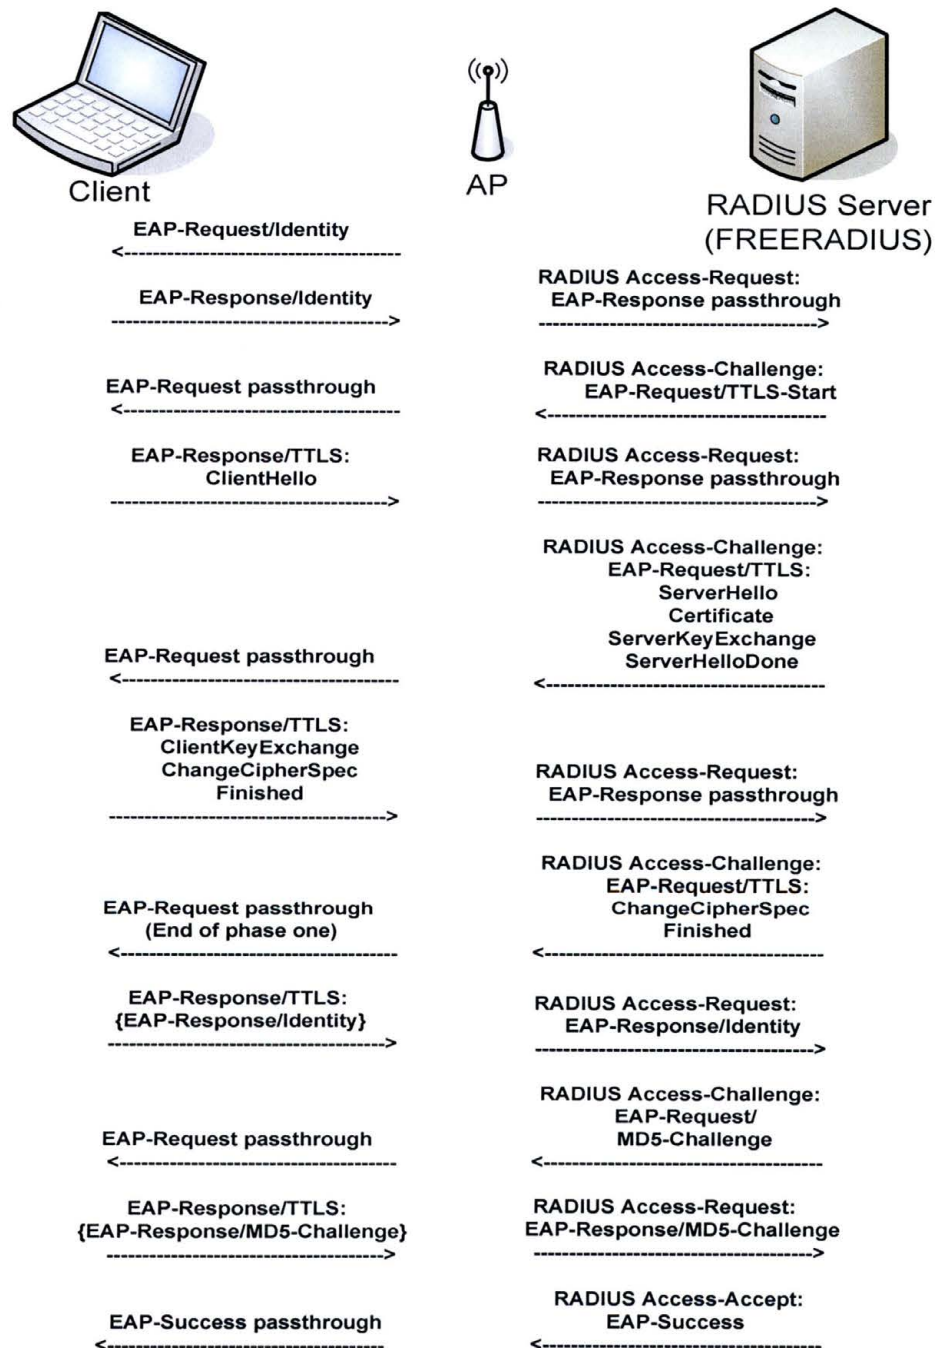 Client
AP
RADIUS Server
(FREERADIUS)
EAP-Request/Identity
<---------------------------------------
EAP-Response/Identity
--------------------------------------->
RADIUS Access-Request:
EAP-Response passthrough
--------------------------------------->
RADIUS Access-Challenge:
EAP-Request/TTLS-Start
<---------------------------------------
EAP-Request passthrough
<---------------------------------------
EAP-Response/TTLS:
ClientHello
--------------------------------------->
RADIUS Access-Request:
EAP-Response passthrough
--------------------------------------->
RADIUS Access-Challenge:
EAP-Request/TTLS:
ServerHello
Certificate
ServerKeyExchange
ServerHelloDone
<---------------------------------------
EAP-Request passthrough
<---------------------------------------
EAP-Response/TTLS:
ClientKeyExchange
ChangeCipherSpec
Finished
--------------------------------------->
RADIUS Access-Request:
EAP-Response passthrough
--------------------------------------->
RADIUS Access-Challenge:
EAP-Request/TTLS:
ChangeCipherSpec
Finished
<---------------------------------------
EAP-Request passthrough
(End of phase one)
<---------------------------------------
EAP-Response/TTLS:
{EAP-Response/Identity}
--------------------------------------->
RADIUS Access-Request:
EAP-Response/Identity
--------------------------------------->
RADIUS Access-Challenge:
EAP-Request/
MD5-Challenge
<---------------------------------------
EAP-Request passthrough
<---------------------------------------
EAP-Response/TTLS:
{EAP-Response/MD5-Challenge}
--------------------------------------->
RADIUS Access-Request:
EAP-Response/MD5-Challenge
--------------------------------------->
RADIUS Access-Accept:
EAP-Success
<---------------------------------------
EAP-Success passthrough
<---------------------------------------